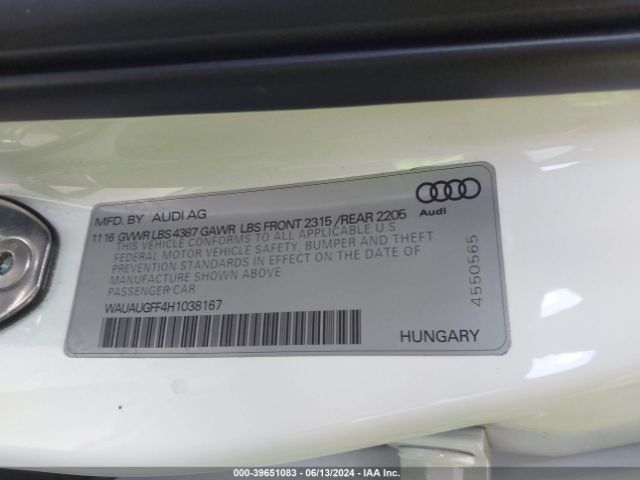 MFD. BY AUDI AG
11 16 GVWR LBS 4387 GAWR LBS FRONT 2315 / REAR 2205
THIS VEHICLE CONFORMS TO ALL APPLICABLE U.S.
FEDERAL MOTOR VEHICLE SAFETY, BUMPER AND THEFT
PREVENTION STANDARDS IN EFFECT ON THE DATE OF
MANUFACTURE SHOWN ABOVE
PASSENGER CAR
WAUAUGFF4H1038167
Audi
4550565
HUNGARY
000-39651083 - 06/13/2024 - IAA Inc.